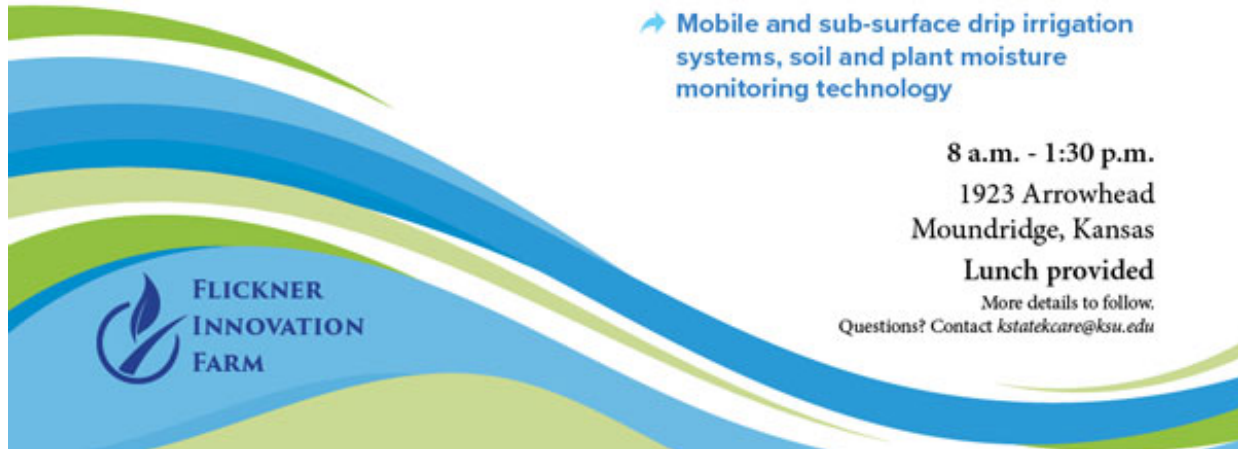 Mobile and sub-surface drip irrigation
systems, soil and plant moisture
monitoring technology
8 a.m. - 1:30 p.m.
1923 Arrowhead
Moundridge, Kansas
Lunch provided
More details to follow.
Questions? Contact kstatekcare@ksu.edu
FLICKNER
INNOVATION
FARM